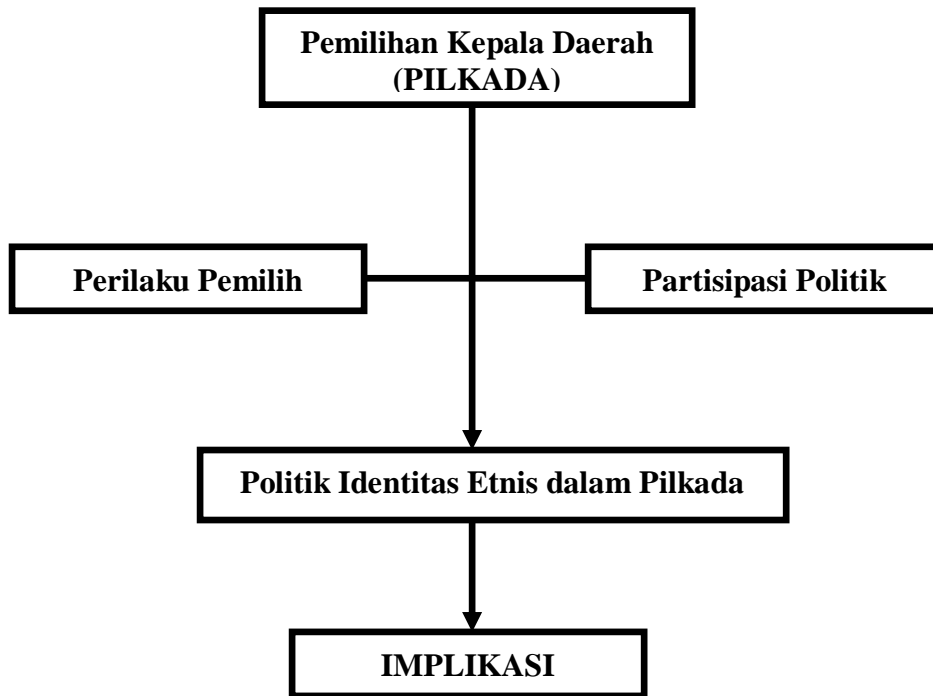 Pemilihan Kepala Daerah
(PILKADA)
Perilaku Pemilih
Partisipasi Politik
Politik Identitas Etnis dalam Pilkada
IMPLIKASI